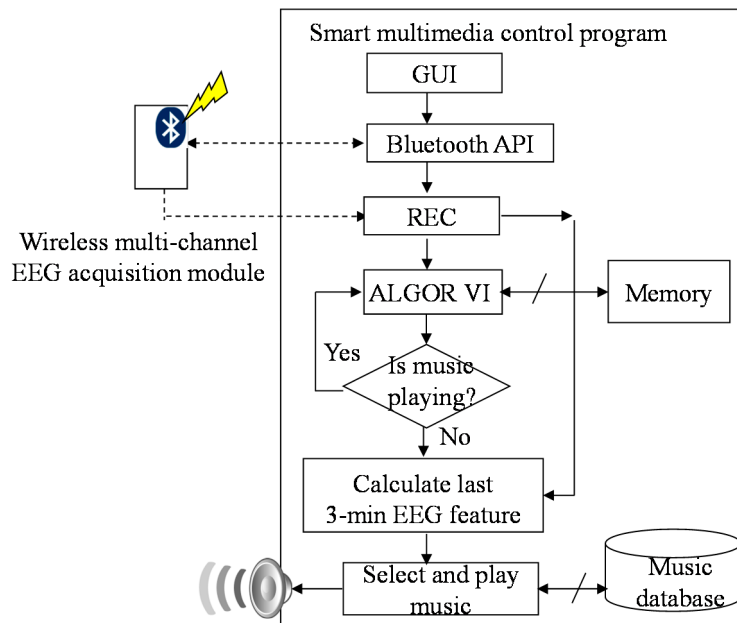 Smart multimedia control program
GUI
Bluetooth API
REC
Wireless multi-channel
EEG acquisition module
ALGOR VI
Memory
Yes
Is music
playing?
No
Calculate last
3-min EEG feature
Select and play
music
Music
database